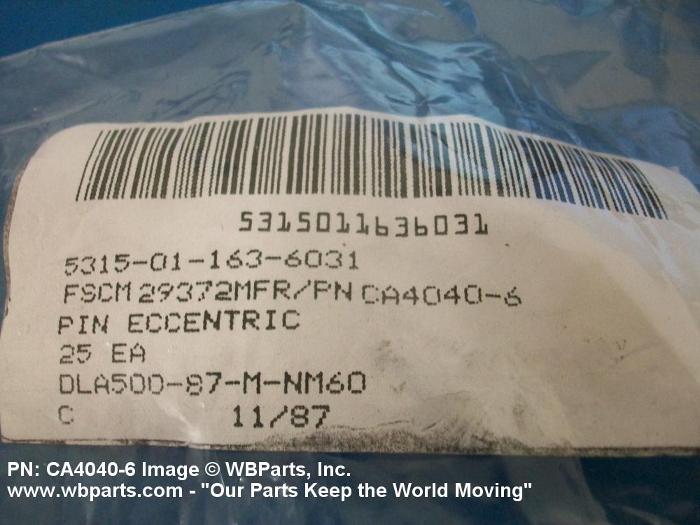 5315011636031
5315-01-163-6031
FSCM 29372MFR/PN CA4040-6
PIN ECCENTRIC
25 EA
DLA500-87-M-NM60
C 11/87
PN: CA4040-6 Image © WBParts, Inc.
www.wbparts.com - "Our Parts Keep the World Moving"